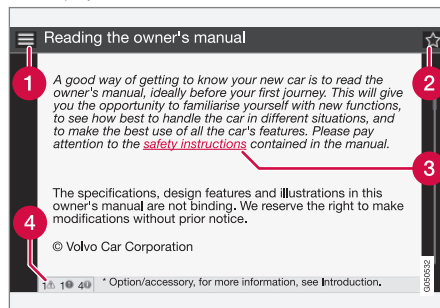 Reading the owner's manual
1
2
A good way of getting to know your new car is to read the
owner's manual, ideally before your first journey. This will give
you the opportunity to familiarise yourself with new functions,
to see how best to handle the car in different situations, and
to make the best use of all the car's features. Please pay
attention to the safety instructions contained in the manual.
3
The specifications, design features and illustrations in this
owner's manual are not binding. We reserve the right to make
modifications without prior notice.
4
© Volvo Car Corporation
1 1 4 * Option/accessory, for more information, see Introduction.
G050532